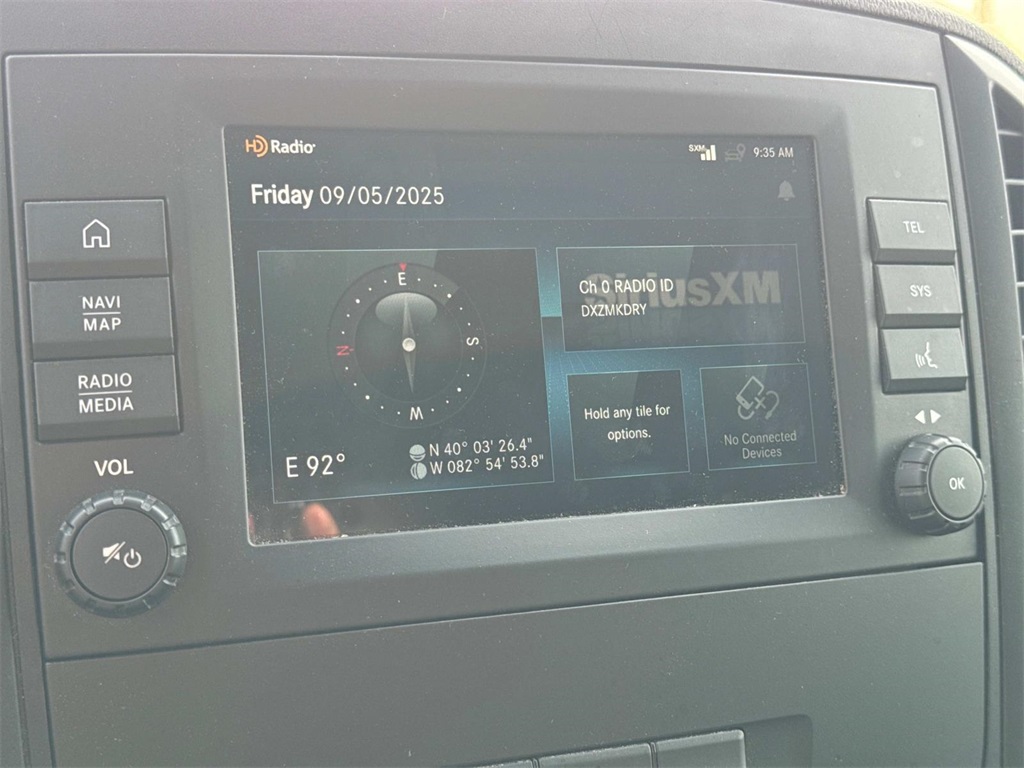 HD Radio
SXM 9:35 AM
Friday 09/05/2025
E
N
S
W
E 92°
N 40° 03' 26.4"
W 082° 54' 53.8"
SiriusXM
Ch 0 RADIO ID
DXZMKDRY
Hold any tile for
options.
No Connected
Devices
NAVI
MAP
RADIO
MEDIA
VOL
TEL
SYS
OK